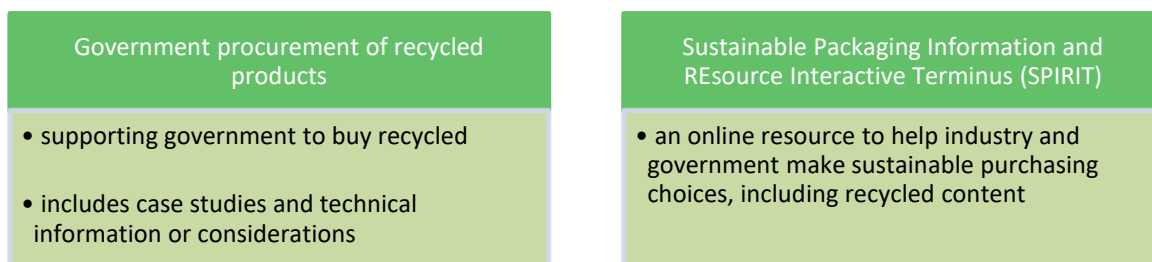 Government procurement of recycled
products
• supporting government to buy recycled
• includes case studies and technical
information or considerations
Sustainable Packaging Information and
REsource Interactive Terminus (SPIRIT)
• an online resource to help industry and
government make sustainable purchasing
choices, including recycled content